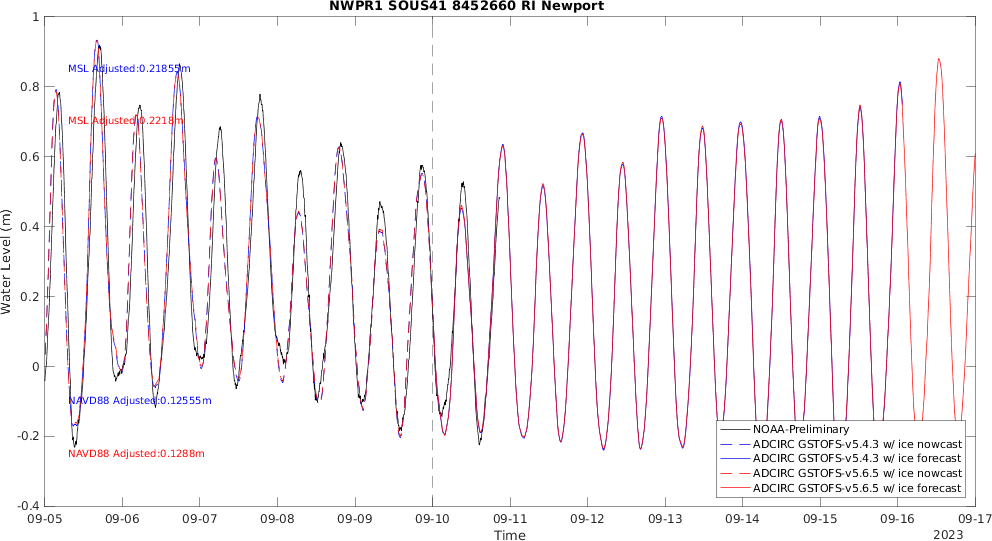 NWPR1 SOUS41 8452660 RI Newport
1
0.8
0.6
0.4
0.2
0
-0.2
-0.4
Water Level (m)
MSL Adjusted:0.21855m
MSL Adjusted:0.2218m
NAVD88 Adjusted:0.12555m
NAVD88 Adjusted:0.1288m
NOAA-Preliminary
ADCIRC GSTOFS-v5.4.3 w/ ice nowcast
ADCIRC GSTOFS-v5.4.3 w/ ice forecast
ADCIRC GSTOFS-v5.6.5 w/ ice nowcast
ADCIRC GSTOFS-v5.6.5 w/ ice forecast
09-05 09-06 09-07 09-08 09-09 09-10 09-11 09-12 09-13 09-14 09-15 09-16 09-17
Time
2023